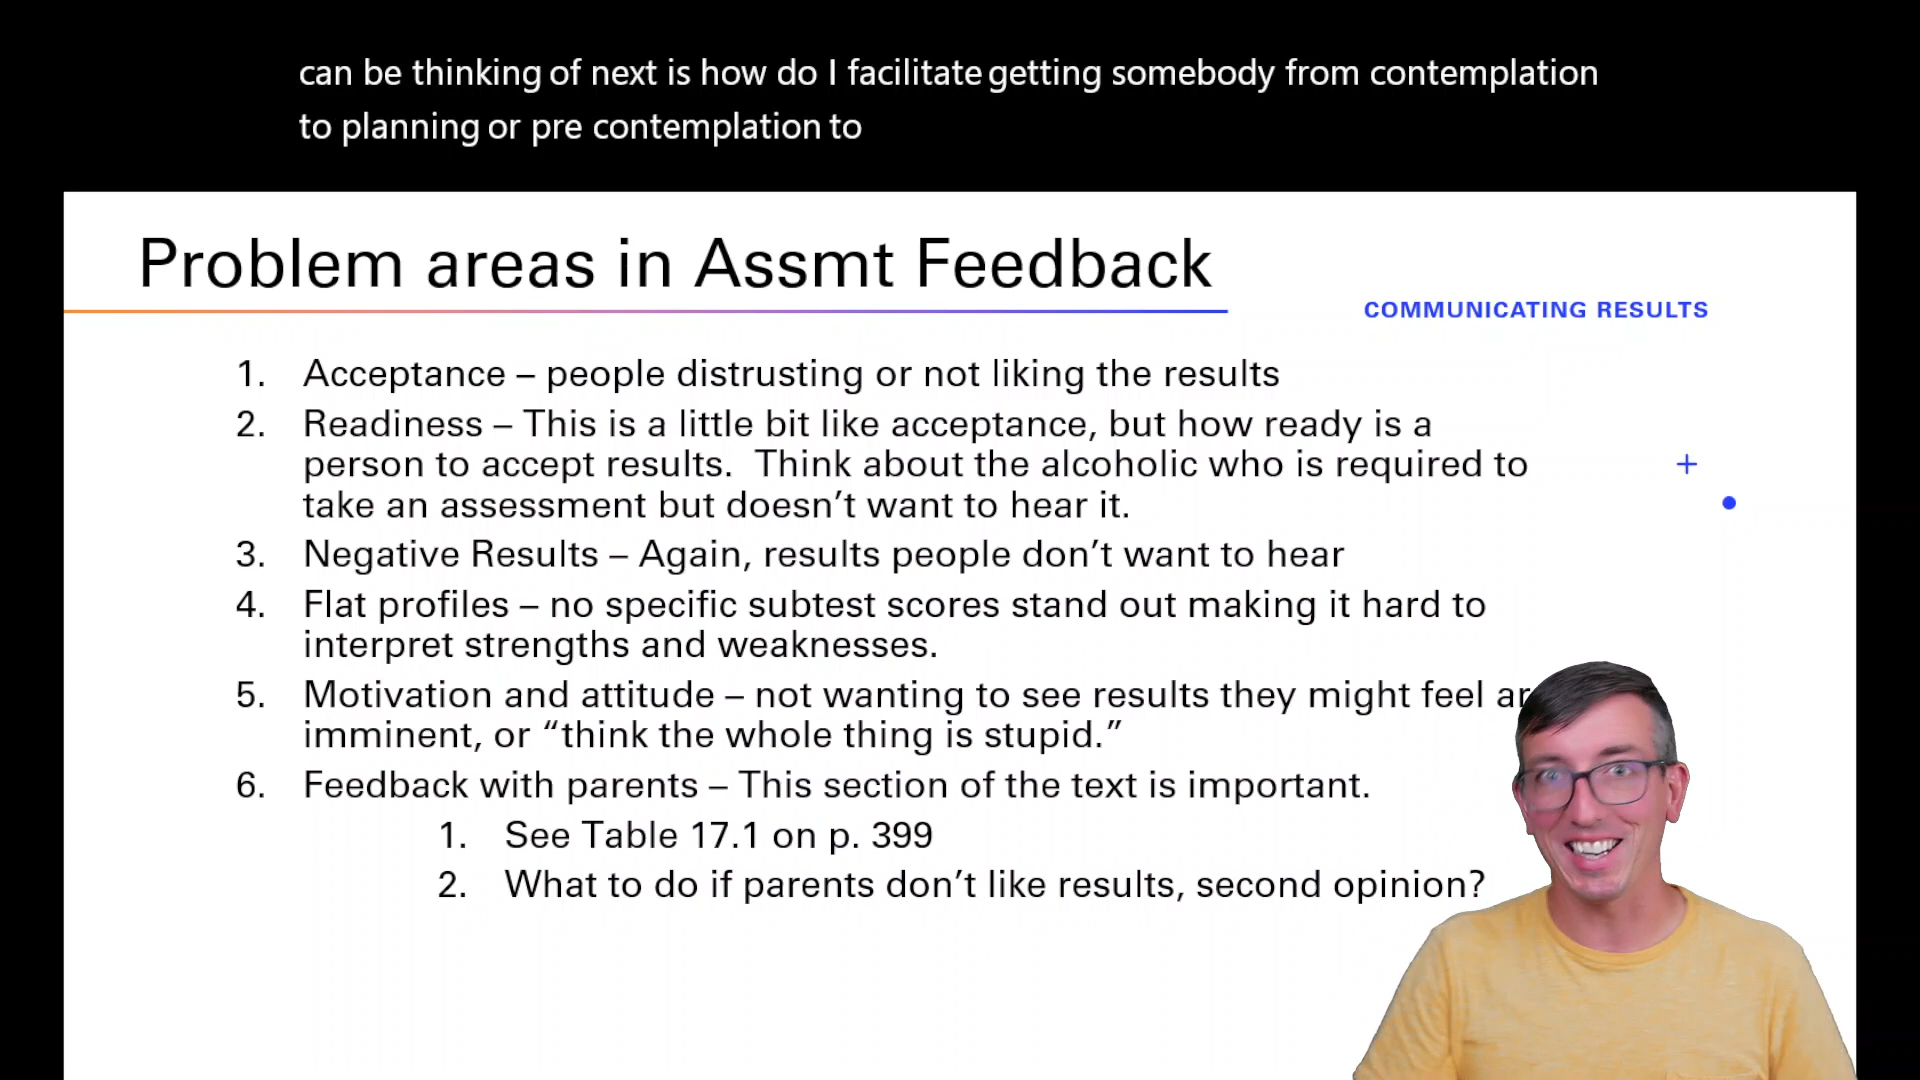 can be thinking of next is how do I facilitate getting somebody from contemplation
to planning or pre contemplation to
Problem areas in Assmt Feedback
COMMUNICATING RESULTS
1. Acceptance – people distrusting or not liking the results
2. Readiness – This is a little bit like acceptance, but how ready is a
person to accept results.  Think about the alcoholic who is required to
take an assessment but doesn’t want to hear it.
3. Negative Results – Again, results people don’t want to hear
4. Flat profiles – no specific subtest scores stand out making it hard to
interpret strengths and weaknesses.
5. Motivation and attitude – not wanting to see results they might feel
imminent, or “think the whole thing is stupid.”
6. Feedback with parents – This section of the text is important.
1. See Table 17.1 on p. 399
2. What to do if parents don’t like results, second opinion?